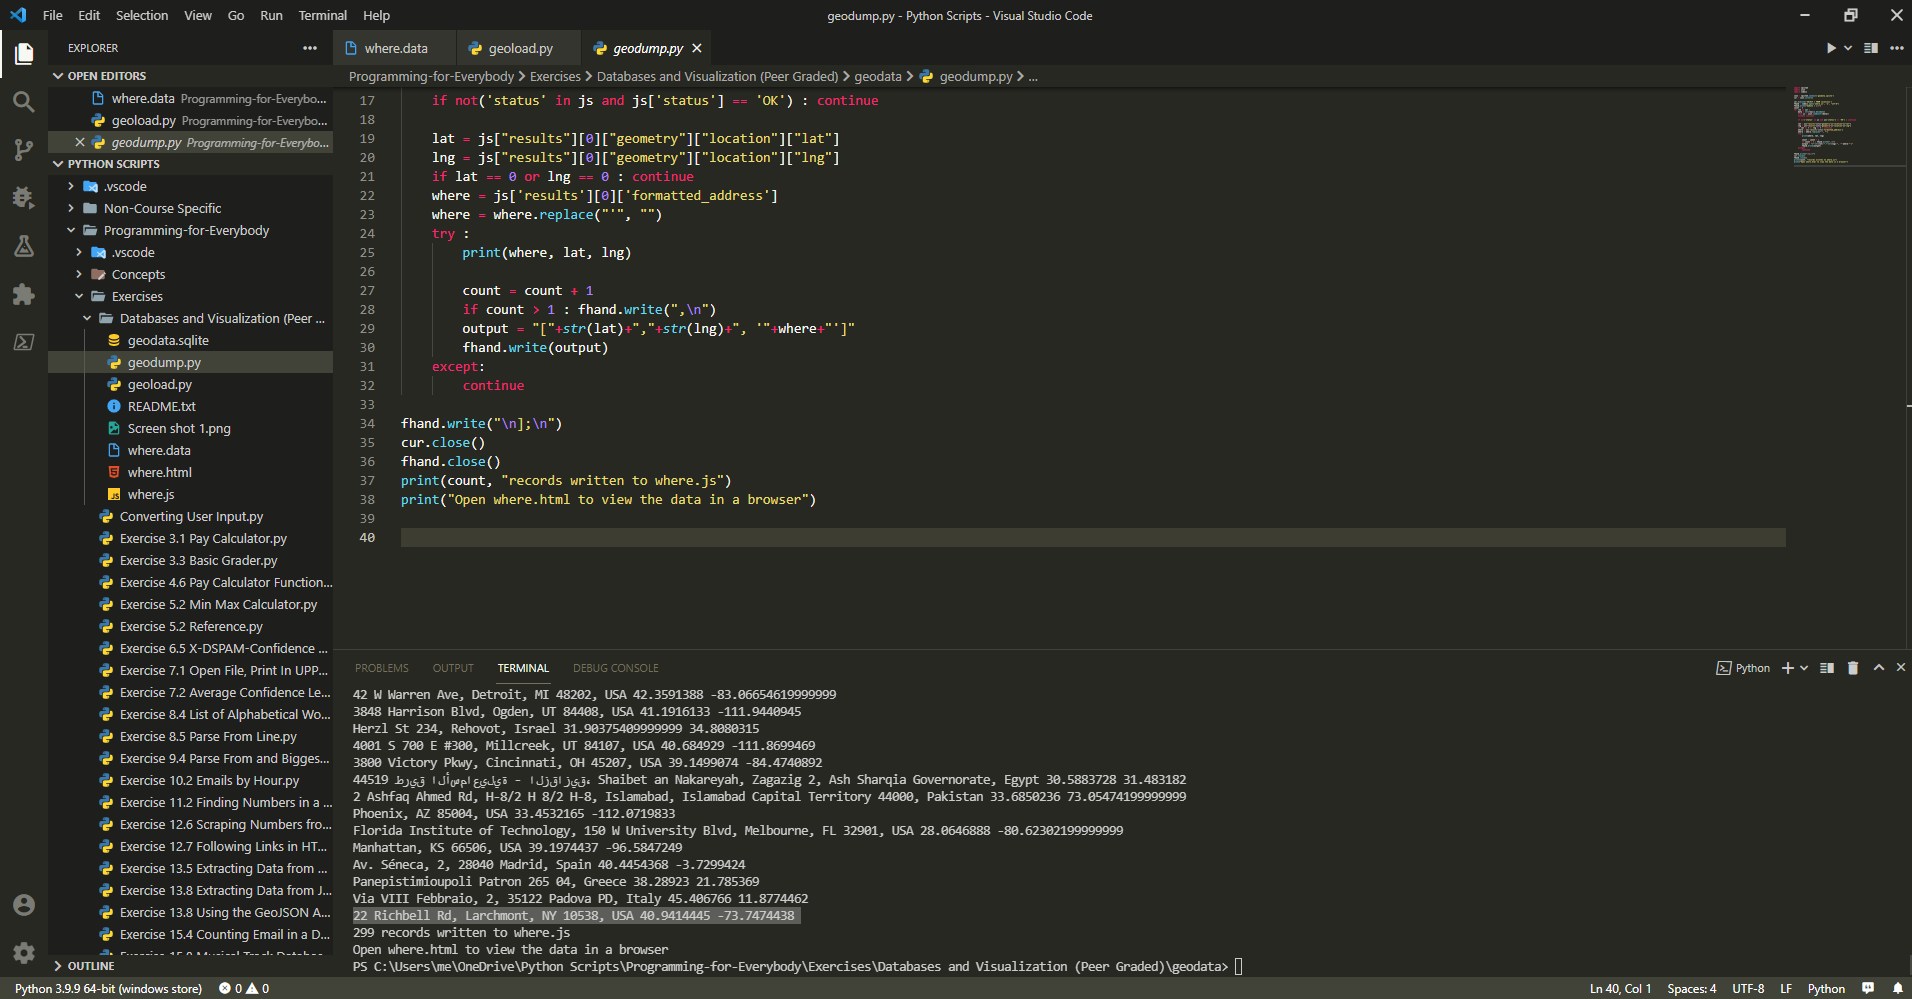 File Edit Selection View Go Run Terminal Help
geodump.py - Python Scripts - Visual Studio Code
EXPLORER
OPEN EDITORS
where.data Programming-for-Everybo...
geoload.py Programming-for-Everybo...
geodump.py Programming-for-Everybo...
PYTHON SCRIPTS
.vscode
Non-Course Specific
Programming-for-Everybody
.vscode
Concepts
Exercises
Databases and Visualization (Peer ...
geodata.sqlite
geodump.py
geoload.py
README.txt
Screen shot 1.png
where.data
where.html
where.js
Converting User Input.py
Exercise 3.1 Pay Calculator.py
Exercise 3.3 Basic Grader.py
Exercise 4.6 Pay Calculator Function...
Exercise 5.2 Min Max Calculator.py
Exercise 5.2 Reference.py
Exercise 6.5 X-DSPAM-Confidence ...
Exercise 7.1 Open File, Print In UPP...
Exercise 7.2 Average Confidence Le...
Exercise 8.4 List of Alphabetical Wo...
Exercise 8.5 Parse From Line.py
Exercise 9.4 Parse From and Bigges...
Exercise 10.2 Emails by Hour.py
Exercise 11.2 Finding Numbers in a ...
Exercise 12.6 Scraping Numbers fro...
Exercise 12.7 Following Links in HT...
Exercise 13.5 Extracting Data from ...
Exercise 13.8 Extracting Data from J...
Exercise 13.8 Using the GeoJSON A...
Exercise 15.4 Counting Email in a D...
OUTLINE
where.data geoload.py geodump.py
Programming-for-Everybody > Exercises > Databases and Visualization (Peer Graded) > geodata > geodump.py > ...
17 if not('status' in js and js['status'] == 'OK') : continue
18
19 lat = js["results"][0]["geometry"]["location"]["lat"]
20 lng = js["results"][0]["geometry"]["location"]["lng"]
21 if lat == 0 or lng == 0 : continue
22 where = js['results'][0]['formatted_address']
23 where = where.replace("'", "")
24 try :
25 print(where, lat, lng)
26
27 count = count + 1
28 if count > 1 : fhand.write(",\n")
29 output = "["+str(lat)+","+str(lng)+", '"+where+"']"
30 fhand.write(output)
31 except:
32 continue
33
34 fhand.write("\n];\n")
35 cur.close()
36 fhand.close()
37 print(count, "records written to where.js")
38 print("Open where.html to view the data in a browser")
39
40
PROBLEMS OUTPUT TERMINAL DEBUG CONSOLE
Python
42 W Warren Ave, Detroit, MI 48202, USA 42.3591388 -83.06654619999999
3848 Harrison Blvd, Ogden, UT 84408, USA 41.1916133 -111.9440945
Herzl St 234, Rehovot, Israel 31.90375409999999 34.8080315
4001 S 700 E #300, Millcreek, UT 84107, USA 40.684929 -111.8699469
3800 Victory Pkwy, Cincinnati, OH 45207, USA 39.1499074 -84.4740892
44519 Shaibet an Nakareyah, Zagazig 2, Ash Sharqia Governorate, Egypt 30.5883728 31.483182
2 Ashfaq Ahmed Rd, H-8/2 H 8/2 H-8, Islamabad, Islamabad Capital Territory 44000, Pakistan 33.6850236 73.05474199999999
Phoenix, AZ 85004, USA 33.4532165 -112.0719833
Florida Institute of Technology, 150 W University Blvd, Melbourne, FL 32901, USA 28.0646888 -80.62302199999999
Manhattan, KS 66506, USA 39.1974437 -96.5847249
Av. Séneca, 2, 28040 Madrid, Spain 40.4454368 -3.7299424
Panepistimioupoli Patron 265 04, Greece 38.28923 21.785369
Via VIII Febbraio, 2, 35122 Padova PD, Italy 45.406766 11.8774462
22 Richbell Rd, Larchmont, NY 10538, USA 40.9414445 -73.7474438
299 records written to where.js
Open where.html to view the data in a browser
PS C:\Users\me\OneDrive\Python Scripts\Programming-for-Everybody\Exercises\Databases and Visualization (Peer Graded)\geodata>
Python 3.9.9 64-bit (windows store) 0 0
Ln 40, Col 1 Spaces: 4 UTF-8 LF Python